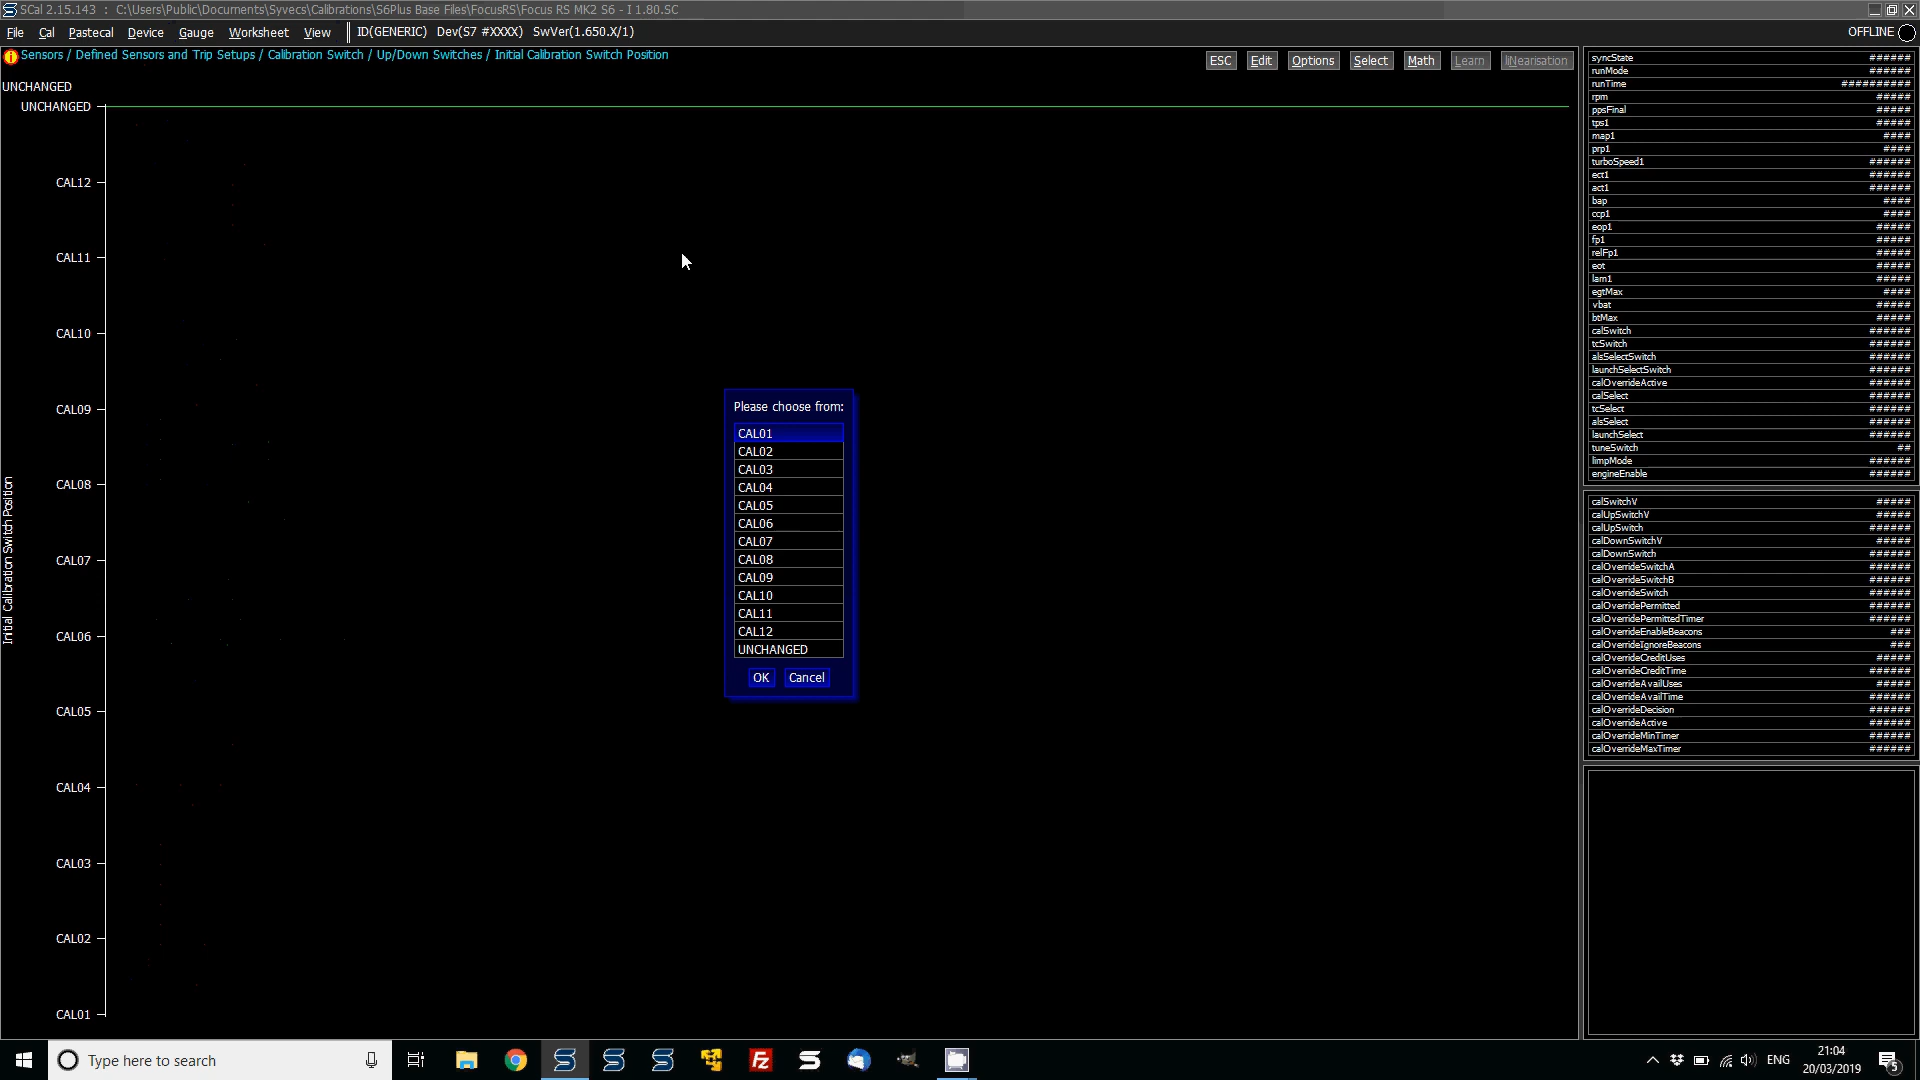 SCal 2.15.143 : C:\Users\Public\Documents\Syvecs\Calibrations\S6Plus Base Files\FocusRS\Focus RS MK2 S6 - I 1.80.SC
File Cal Pastecal Device Gauge Worksheet View ID(GENERIC) Dev(S7 #XXXX) SwVer(1.650.X/1) OFFLINE
Sensors / Defined Sensors and Trip Setups / Calibration Switch / Up/Down Switches / Initial Calibration Switch Position
ESC Edit Options Select Math Learn liNearisation
UNCHANGED
UNCHANGED
CAL12
CAL11
CAL10
CAL09
CAL08
CAL07
CAL06
CAL05
CAL04
CAL03
CAL02
CAL01
Initial Calibration Switch Position
Please choose from:
CAL01
CAL02
CAL03
CAL04
CAL05
CAL06
CAL07
CAL08
CAL09
CAL10
CAL11
CAL12
UNCHANGED
OK Cancel
syncState ######
runMode ######
runTime ##########
rpm #####
ppsFinal #####
tps1 #####
map1 ####
prp1 ####
turboSpeed1 ######
ect1 ######
act1 ######
bap ####
ccp1 ####
eop1 #####
fp1 #####
relFp1 #####
eot #####
lam1 #####
egtMax ####
vbat #####
btMax #####
calSwitch ######
tcSwitch ######
alsSelectSwitch ######
launchSelectSwitch ######
calOverrideActive ######
calSelect ######
tcSelect ######
alsSelect ######
launchSelect ######
tuneSwitch ##
limpMode ######
engineEnable ######
calSwitchV #####
calUpSwitchV #####
calUpSwitch ######
calDownSwitchV #####
calDownSwitch ######
calOverrideSwitchA ######
calOverrideSwitchB ######
calOverrideSwitch ######
calOverridePermitted ######
calOverridePermittedTimer ######
calOverrideEnableBeacons ###
calOverrideIgnoreBeacons ###
calOverrideCreditUses #####
calOverrideCreditTime ######
calOverrideAvailUses #####
calOverrideAvailTime ######
calOverrideDecision ######
calOverrideActive ######
calOverrideMinTimer ######
calOverrideMaxTimer ######
Type here to search
ENG
21:04
20/03/2019
5